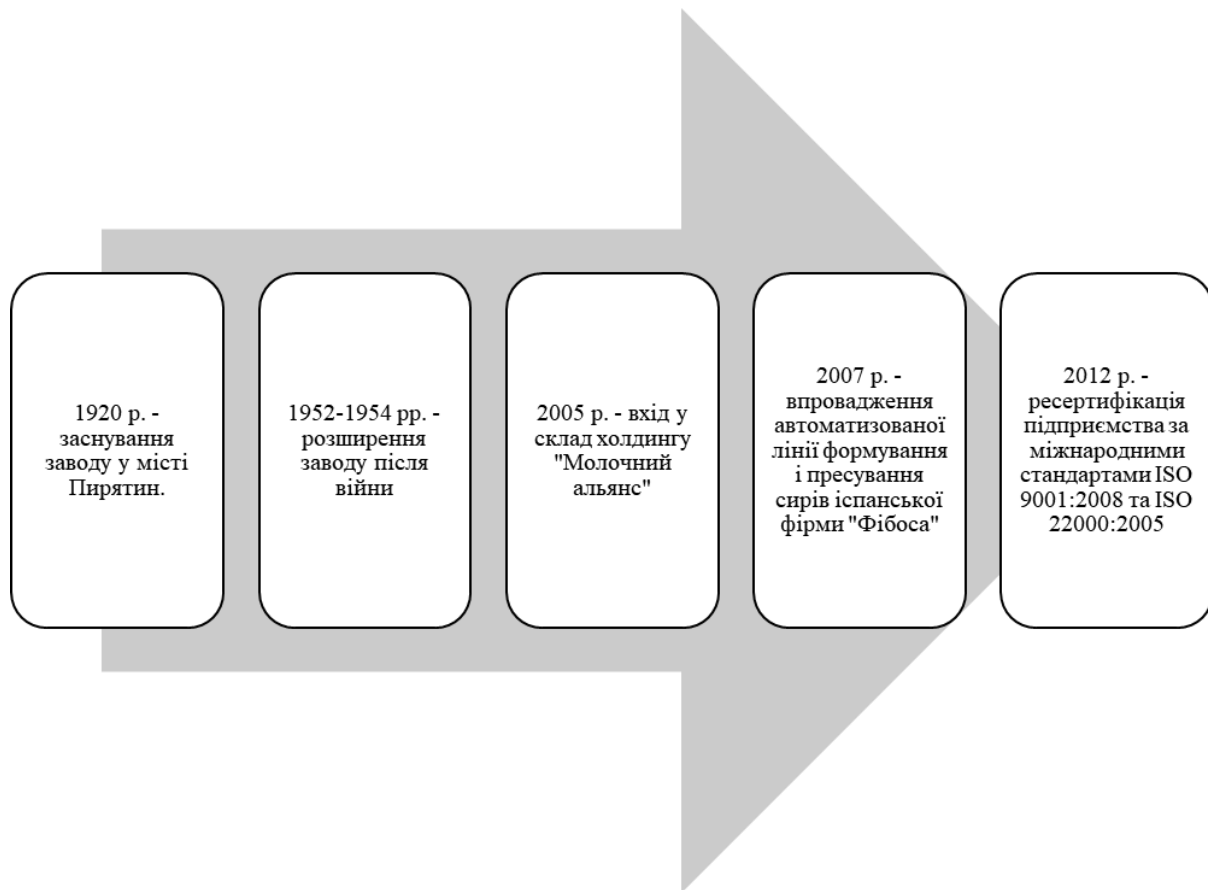 1920 р. -
заснування
заводу у місті
Пирятин.
1952-1954 рр. -
розширення
заводу після
війни
2005 р. - вхід у
склад холдингу
"Молочний
альянс"
2007 р. -
впровадження
автоматизованої
лінії формування
і пресування
сирів іспанської
фірми "Фібоса"
2012 р. -
ресертифікація
підприємства за
міжнародними
стандартами ISO
9001:2008 та ISO
22000:2005